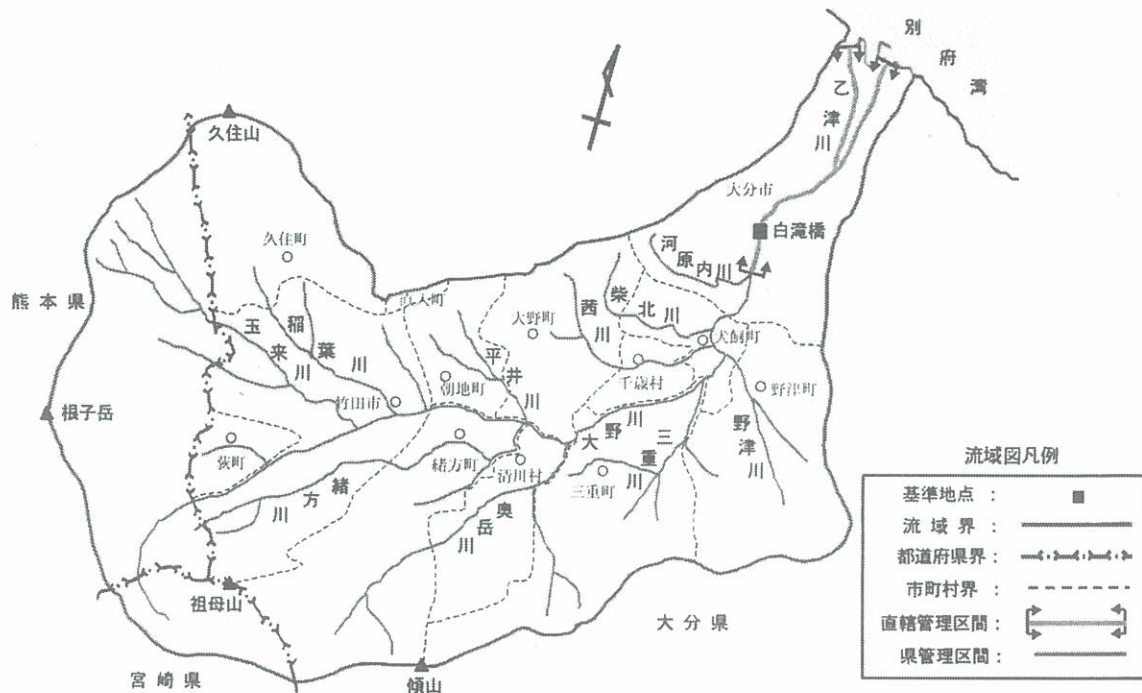 別府湾
乙津川
久住山
大分市
白滝橋
久住町
河原内川
熊本県
直入町
大野町
茜川
柴北川
犬飼町
玉来川
稲葉川
平井川
朝地町
千歳村
野津町
竹田市
根子岳
大野川
三重川
野津川
荻町
緒方川
緒方町
清川村
三重町
奥岳川
祖母山
大分県
宮崎県
傾山
流域図凡例
基準地点 : ■
流域界 :
都道府県界 :
市町村界 :
直轄管理区間 :
県管理区間 :